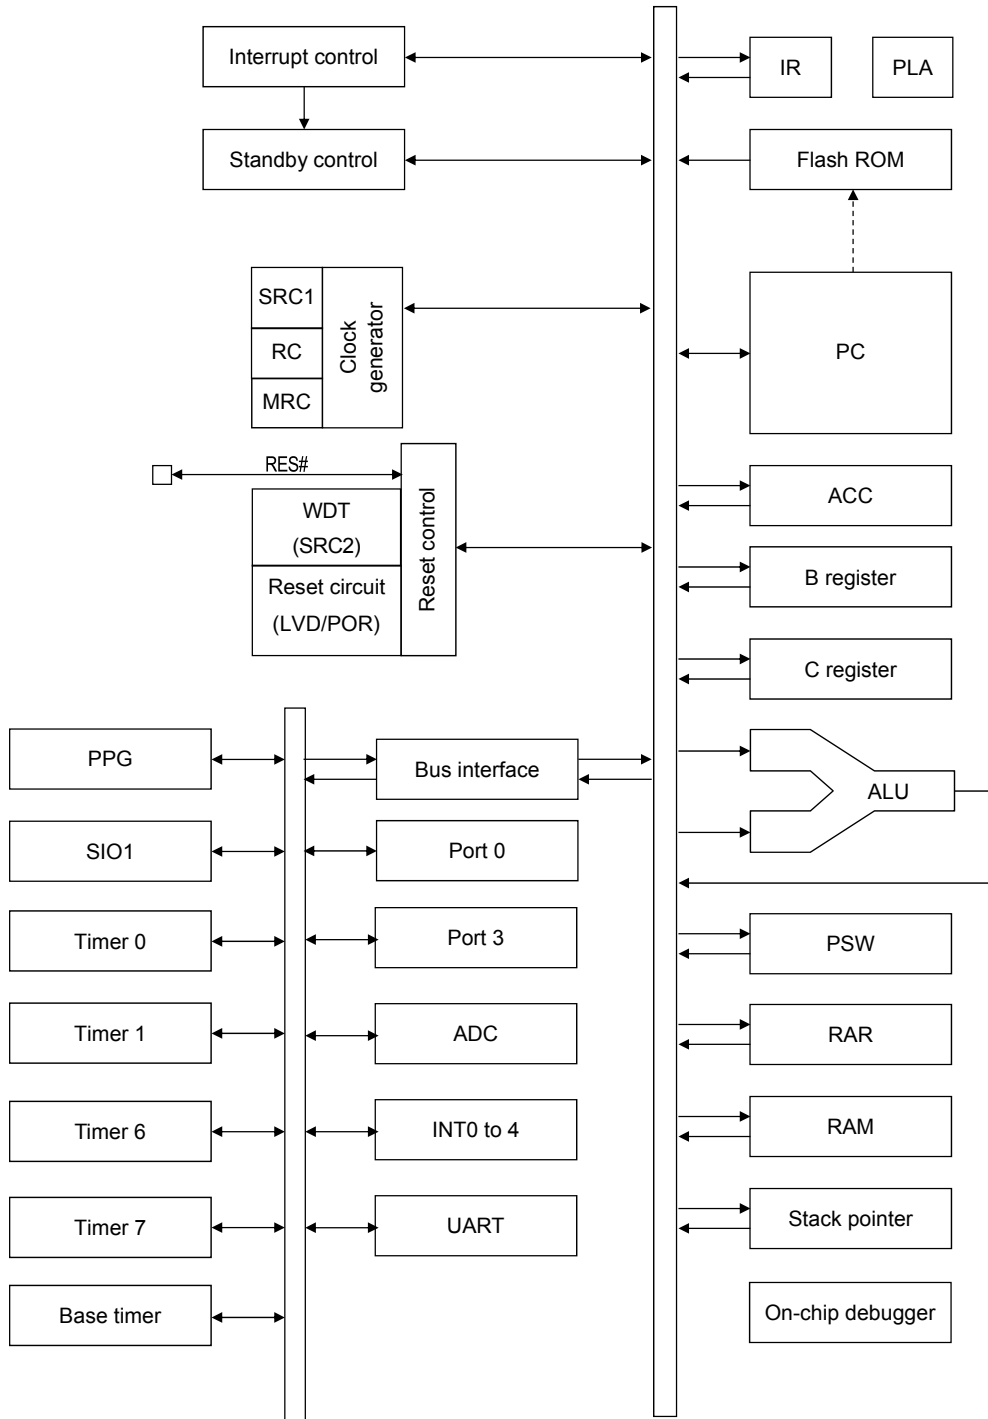 Interrupt control
IR
PLA
Standby control
Flash ROM
SRC1
RC
MRC
Clock
generator
PC
RES#
WDT
(SRC2)
Reset circuit
(LVD/POR)
Reset control
ACC
B register
C register
PPG
Bus interface
ALU
SIO1
Port 0
Timer 0
Port 3
PSW
Timer 1
ADC
RAR
Timer 6
INT0 to 4
RAM
Timer 7
UART
Stack pointer
Base timer
On-chip debugger